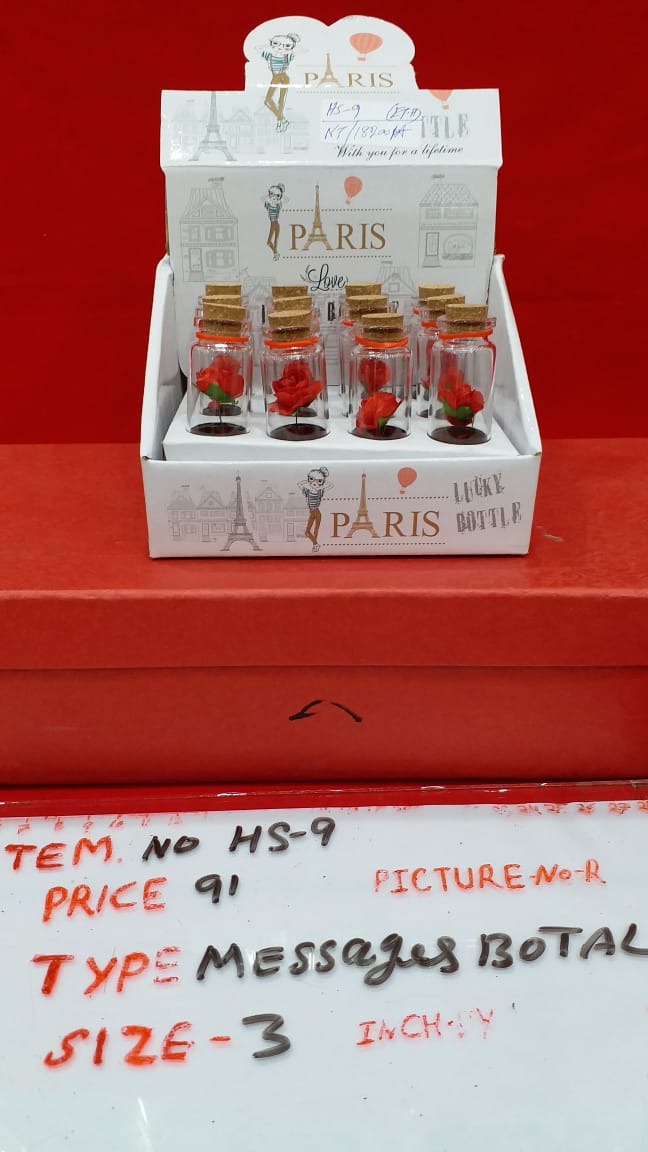 PARIS
HS-9
TTLE
With you for a lifetime
PARIS
Love
PARIS
LUCKY
BOTTLE
TEM. NO HS-9
PRICE 91
PICTURE-No-R
TYPE MESSages BOTAL
SIZE-3 INCH